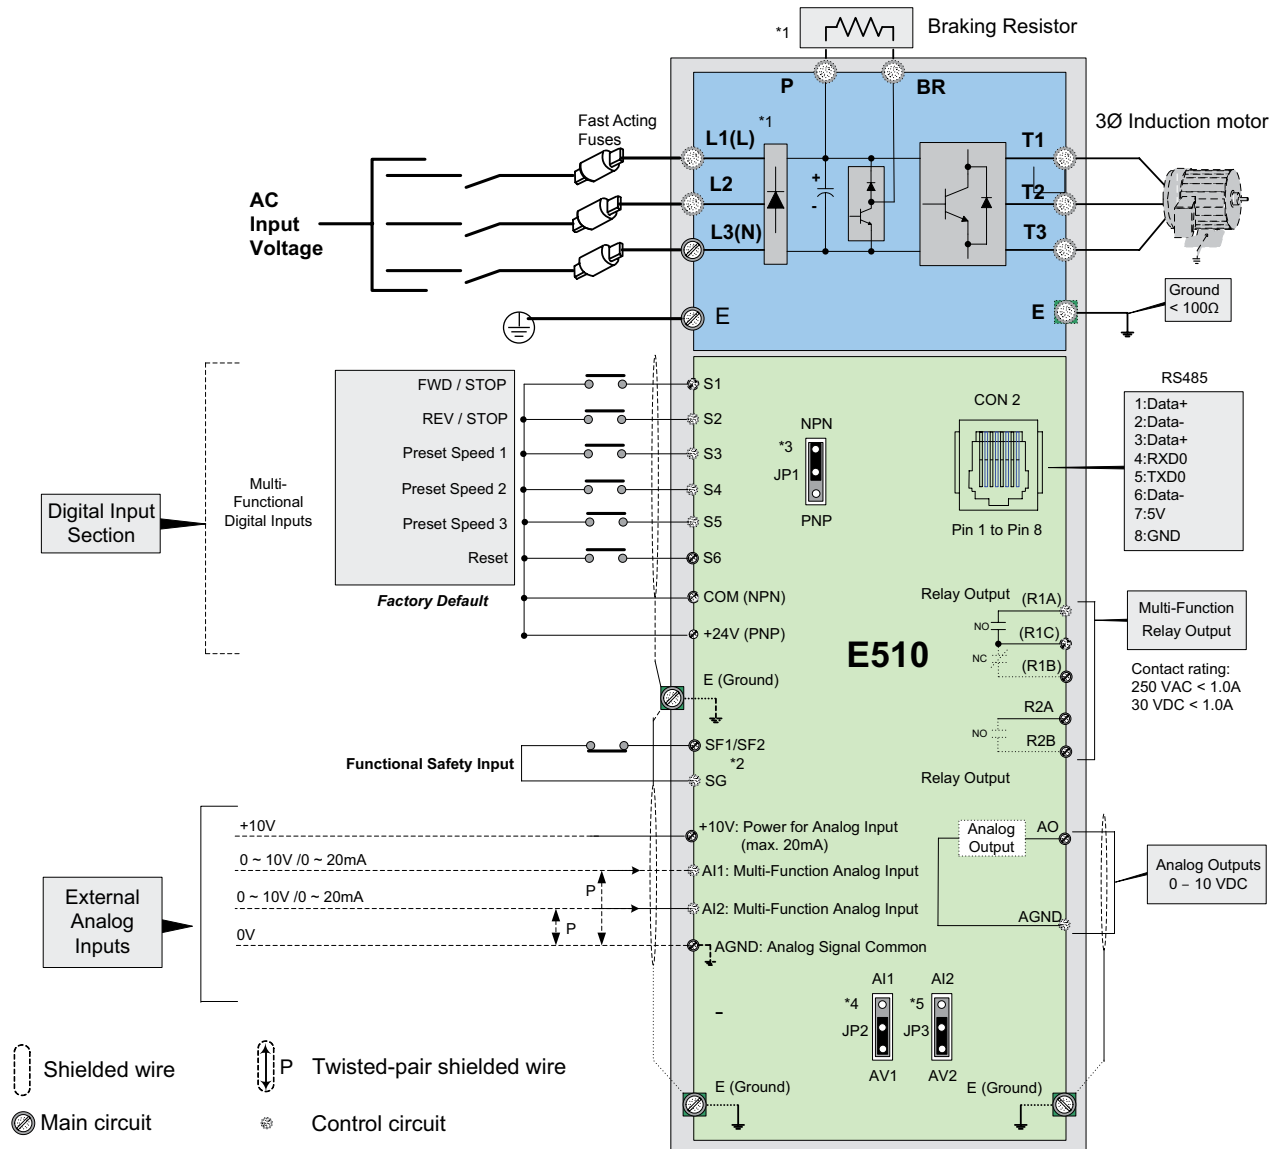 *1
Braking Resistor
P
BR
Fast Acting
Fuses
L1(L)
*1
T1
3Ø Induction motor
L2
T2
AC
Input
Voltage
+
-
L3(N)
T3
E
E
Ground
< 100Ω
FWD / STOP
S1
REV / STOP
S2
Preset Speed 1
S3
Preset Speed 2
S4
Preset Speed 3
S5
Reset
S6
Factory Default
COM (NPN)
+24V (PNP)
Digital Input
Section
Multi-
Functional
Digital Inputs
NPN
*3
JP1
PNP
CON 2
Pin 1 to Pin 8
RS485
1:Data+
2:Data-
3:Data+
4:RXD0
5:TXD0
6:Data-
7:5V
8:GND
E510
Relay Output
(R1A)
NO
(R1C)
NC
(R1B)
R2A
NO
R2B
Relay Output
Multi-Function
Relay Output
Contact rating:
250 VAC < 1.0A
30 VDC < 1.0A
E (Ground)
Functional Safety Input
SF1/SF2
*2
SG
+10V
+10V: Power for Analog Input
(max. 20mA)
0 ~ 10V /0 ~ 20mA
AI1: Multi-Function Analog Input
P
0 ~ 10V /0 ~ 20mA
AI2: Multi-Function Analog Input
P
0V
AGND: Analog Signal Common
External
Analog
Inputs
Analog
Output
AO
AGND
Analog Outputs
0 – 10 VDC
-
AI1
*4
JP2
AV1
AI2
*5
JP3
AV2
E (Ground)
E (Ground)
Shielded wire
P
Twisted-pair shielded wire
Main circuit
Control circuit